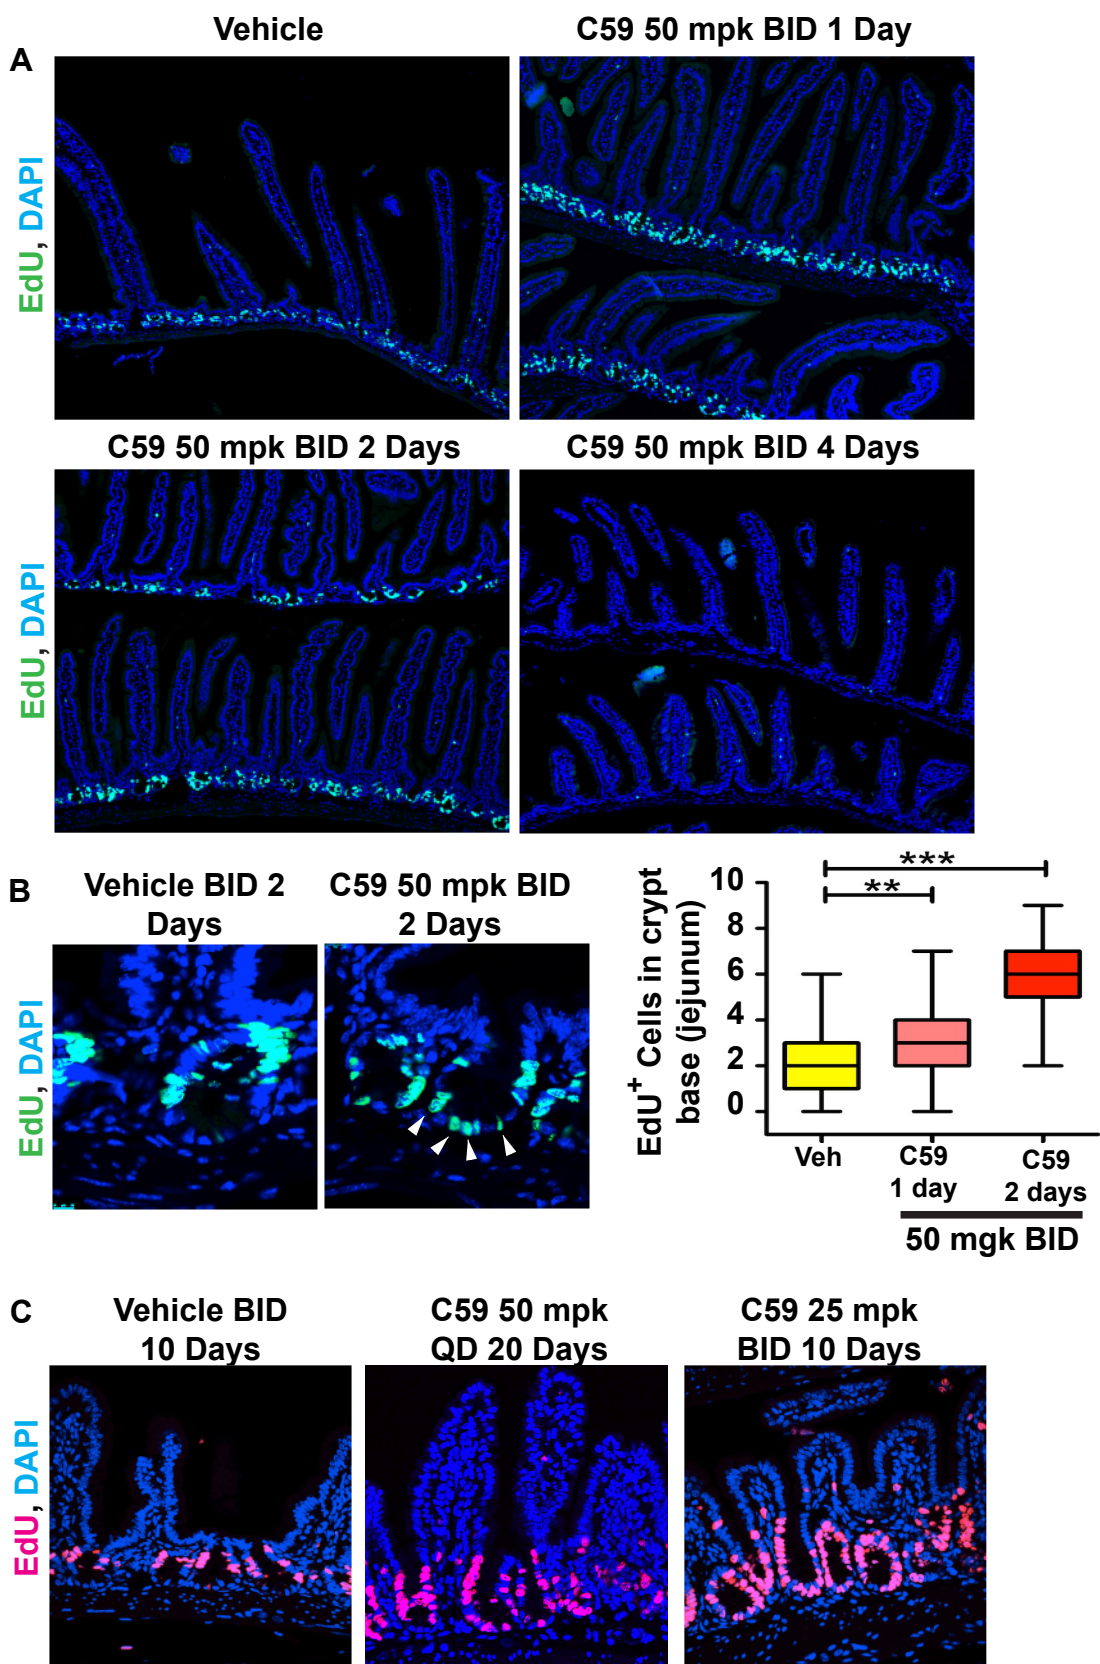 A
Vehicle
C59 50 mpk BID 1 Day
EdU, DAPI
C59 50 mpk BID 2 Days
C59 50 mpk BID 4 Days
EdU, DAPI
B
Vehicle BID 2
Days
C59 50 mpk BID
2 Days
EdU, DAPI
EdU+ Cells in crypt
base (jejunum)
10
8
6
4
2
0
***
**
Veh
C59
1 day
C59
2 days
50 mgk BID
C
Vehicle BID
10 Days
C59 50 mpk
QD 20 Days
C59 25 mpk
BID 10 Days
EdU, DAPI